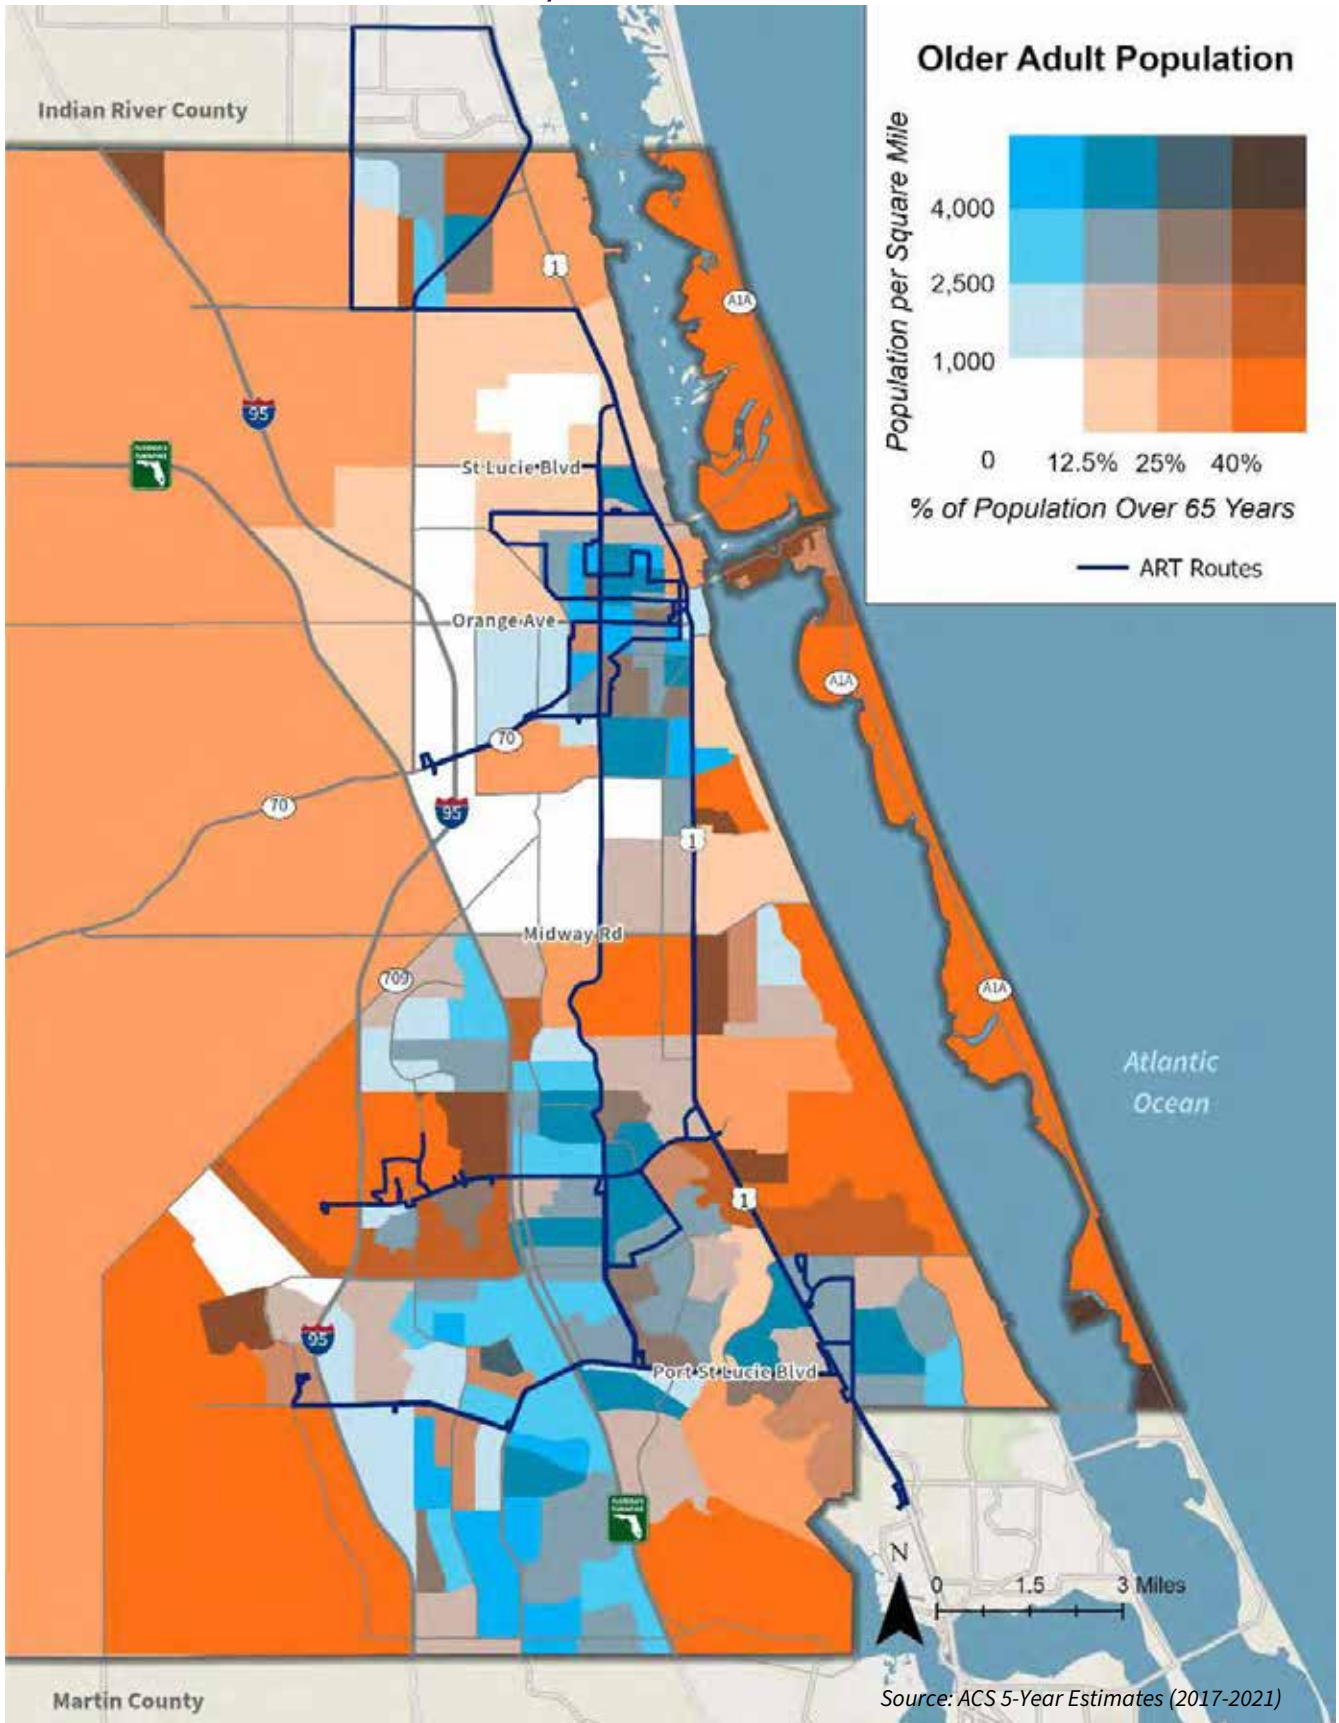 Older Adult Population
Population per Square Mile
4,000
2,500
1,000
0
12.5%
25%
40%
% of Population Over 65 Years
ART Routes
Indian River County
1
A1A
95
St Lucie Blvd
Orange Ave
A1A
70
70
95
1
Midway Rd
709
A1A
Atlantic
Ocean
1
95
Port St Lucie Blvd
N
0
1.5
3 Miles
Martin County
Source: ACS 5-Year Estimates (2017-2021)